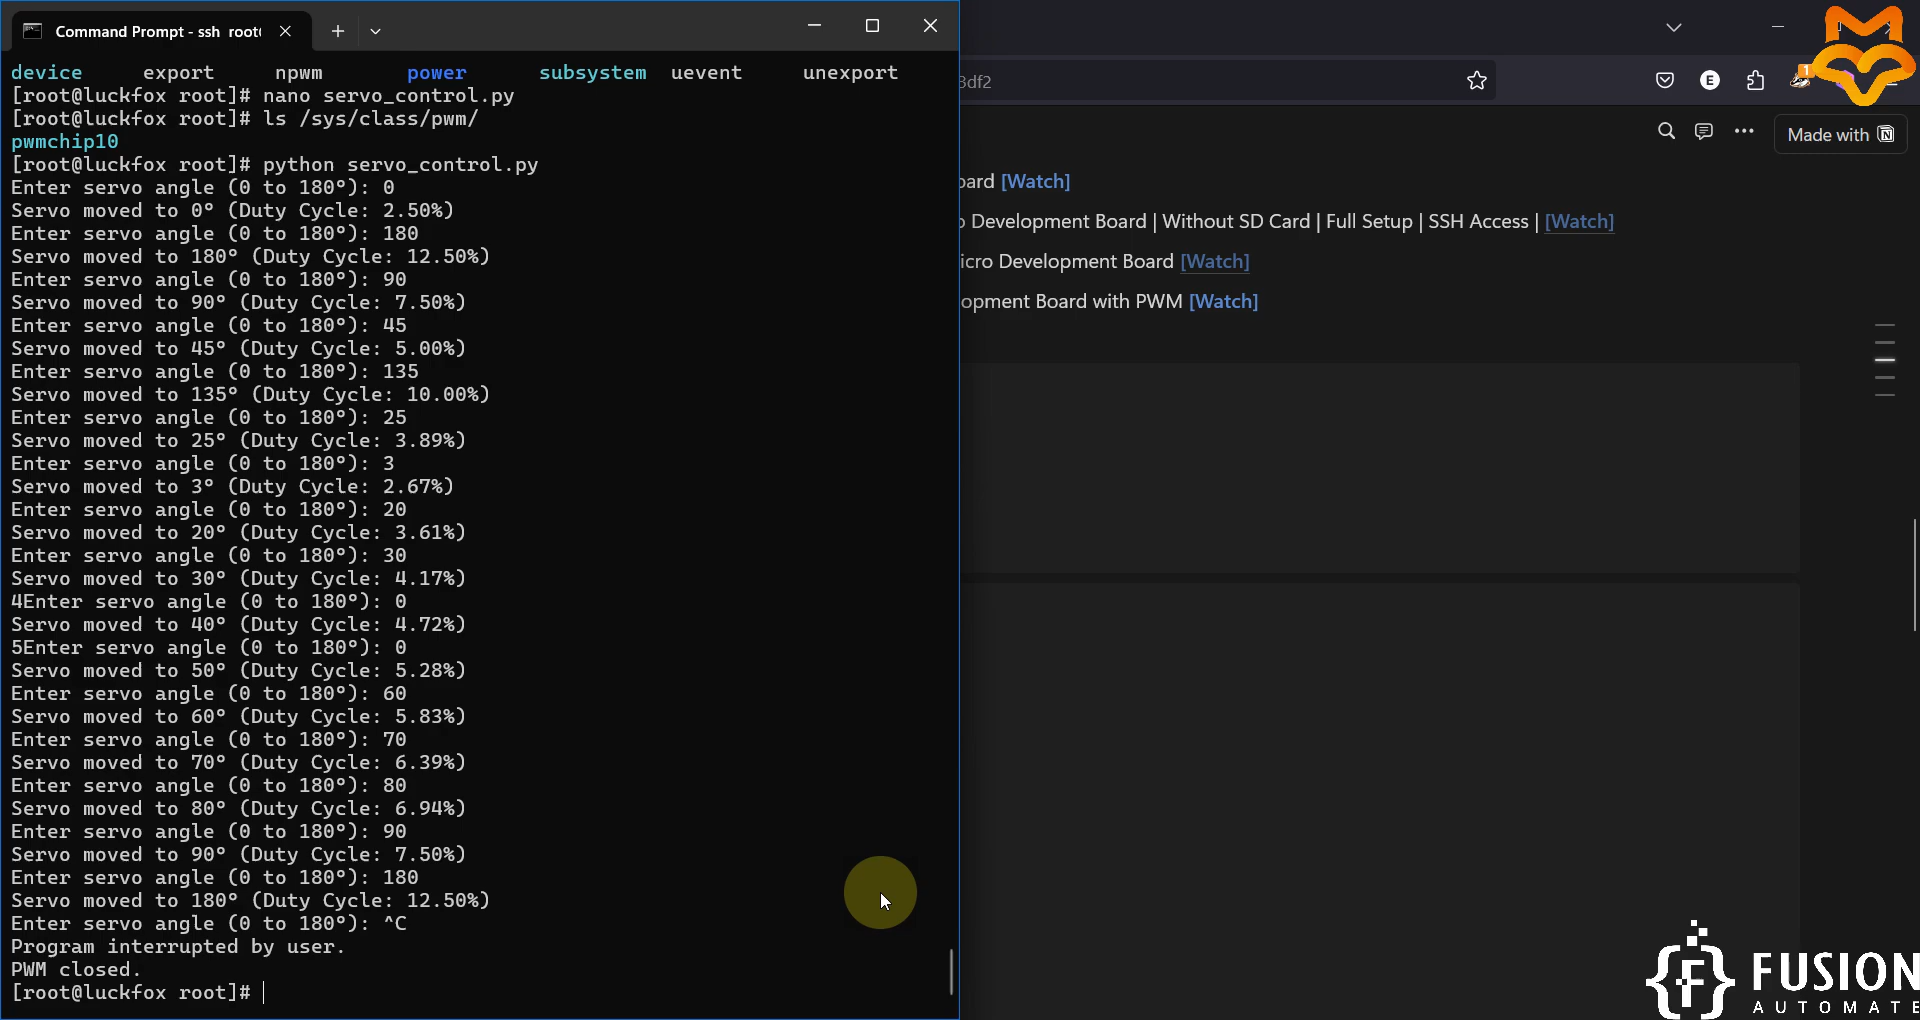 Command Prompt - ssh root
device export npwm power subsystem uevent unexport
[root@luckfox root]# nano servo_control.py
[root@luckfox root]# ls /sys/class/pwm/
pwmchip10
[root@luckfox root]# python servo_control.py
Enter servo angle (0 to 180°): 0
Servo moved to 0° (Duty Cycle: 2.50%)
Enter servo angle (0 to 180°): 180
Servo moved to 180° (Duty Cycle: 12.50%)
Enter servo angle (0 to 180°): 90
Servo moved to 90° (Duty Cycle: 7.50%)
Enter servo angle (0 to 180°): 45
Servo moved to 45° (Duty Cycle: 5.00%)
Enter servo angle (0 to 180°): 135
Servo moved to 135° (Duty Cycle: 10.00%)
Enter servo angle (0 to 180°): 25
Servo moved to 25° (Duty Cycle: 3.89%)
Enter servo angle (0 to 180°): 3
Servo moved to 3° (Duty Cycle: 2.67%)
Enter servo angle (0 to 180°): 20
Servo moved to 20° (Duty Cycle: 3.61%)
Enter servo angle (0 to 180°): 30
Servo moved to 30° (Duty Cycle: 4.17%)
4Enter servo angle (0 to 180°): 0
Servo moved to 40° (Duty Cycle: 4.72%)
5Enter servo angle (0 to 180°): 0
Servo moved to 50° (Duty Cycle: 5.28%)
Enter servo angle (0 to 180°): 60
Servo moved to 60° (Duty Cycle: 5.83%)
Enter servo angle (0 to 180°): 70
Servo moved to 70° (Duty Cycle: 6.39%)
Enter servo angle (0 to 180°): 80
Servo moved to 80° (Duty Cycle: 6.94%)
Enter servo angle (0 to 180°): 90
Servo moved to 90° (Duty Cycle: 7.50%)
Enter servo angle (0 to 180°): 180
Servo moved to 180° (Duty Cycle: 12.50%)
Enter servo angle (0 to 180°): ^C
Program interrupted by user.
PWM closed.
[root@luckfox root]#
3df2
E
1
Made with N
oard [Watch]
o Development Board | Without SD Card | Full Setup | SSH Access | [Watch]
icro Development Board [Watch]
opment Board with PWM [Watch]
{F} FUSION
AUTOMATE